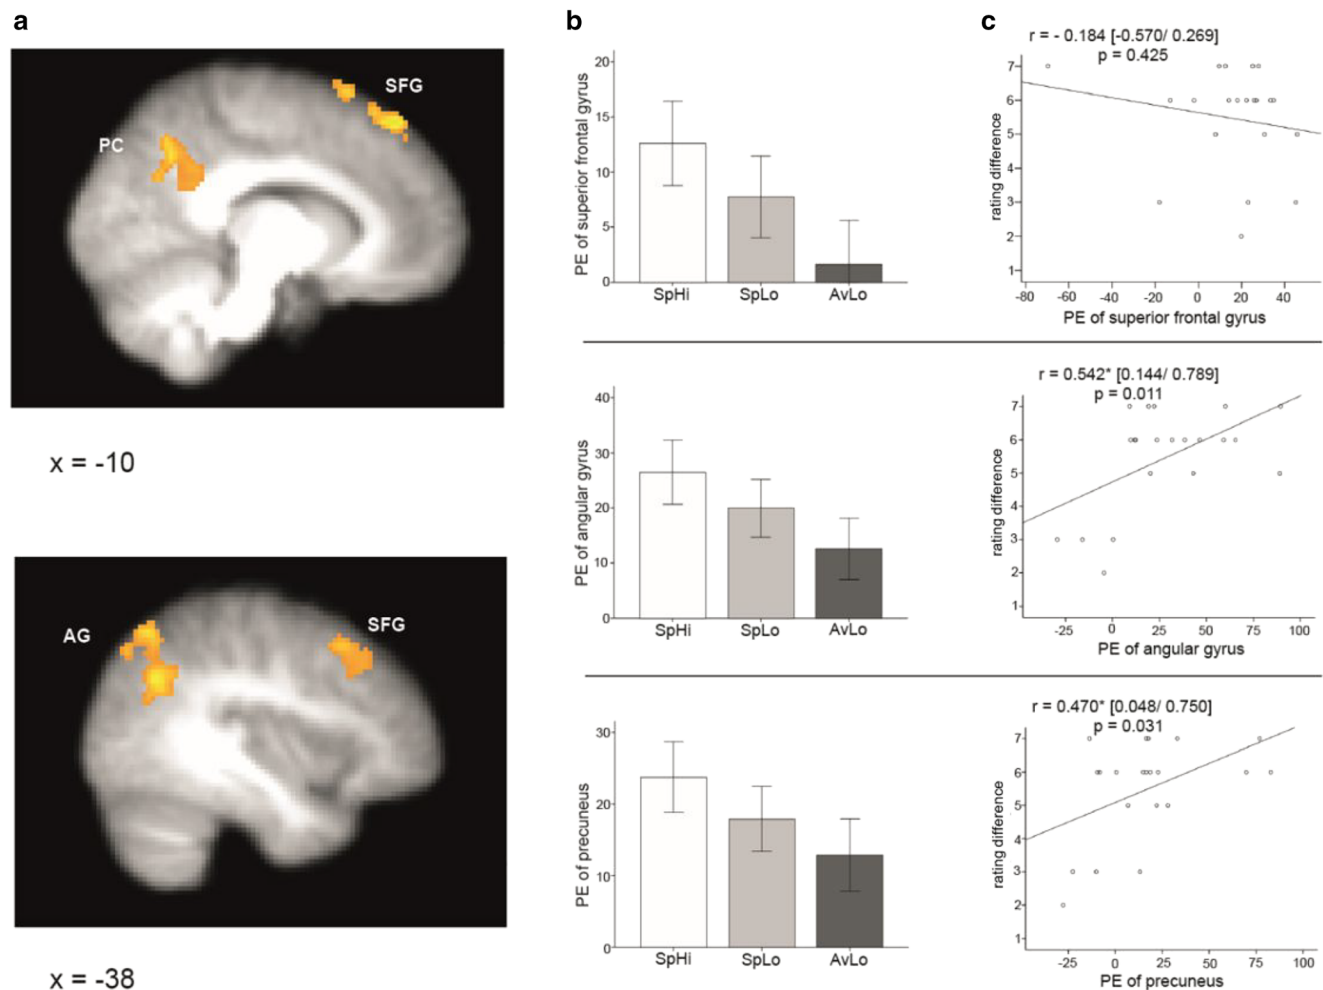 a
SFG
PC
x = -10
AG
SFG
x = -38
b
PE of superior frontal gyrus
20
15
10
5
0
SpHi SpLo AvLo
PE of angular gyrus
40
30
20
10
0
SpHi SpLo AvLo
PE of precuneus
30
20
10
0
SpHi SpLo AvLo
c
r = - 0.184 [-0.570/ 0.269]
p = 0.425
rating difference
7
6
5
4
3
2
1
-80 -60 -40 -20 0 20 40
PE of superior frontal gyrus
r = 0.542* [0.144/ 0.789]
p = 0.011
rating difference
7
6
5
4
3
2
1
-25 0 25 50 75 100
PE of angular gyrus
r = 0.470* [0.048/ 0.750]
p = 0.031
rating difference
7
6
5
4
3
2
1
-25 0 25 50 75 100
PE of precuneus